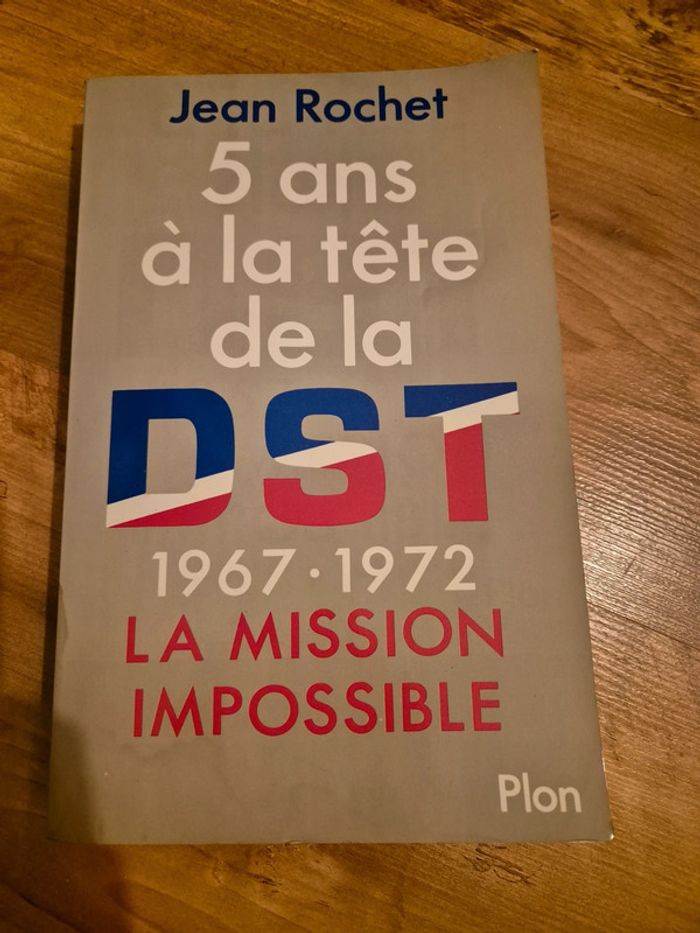 Jean Rochet
5 ans
à la tête
de la
DST
1967 · 1972
LA MISSION
IMPOSSIBLE
Plon